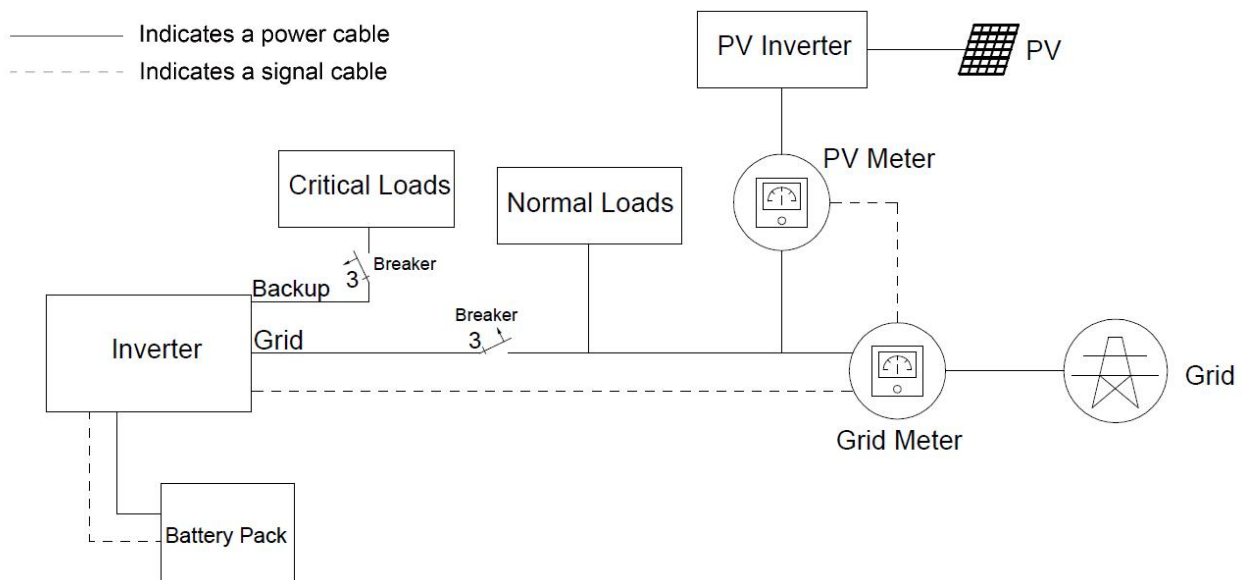 Indicates a power cable
Indicates a signal cable
PV Inverter
PV
PV Meter
Critical Loads
Normal Loads
3
Breaker
Backup
Breaker
3
Grid
Inverter
Grid
Grid Meter
Battery Pack